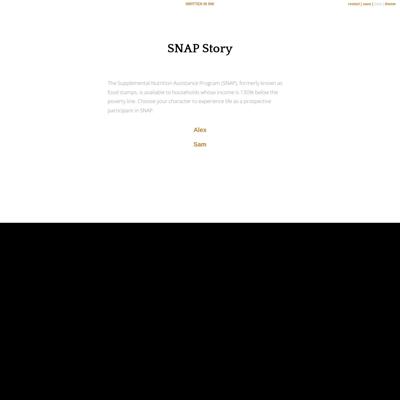 WRITTEN IN INK
restart | save | load | theme
SNAP Story
The Supplemental Nutrition Assistance Program (SNAP), formerly known as
food stamps, is available to households whose income is 130% below the
poverty line. Choose your character to experience life as a prospective
participant in SNAP.
Alex
Sam